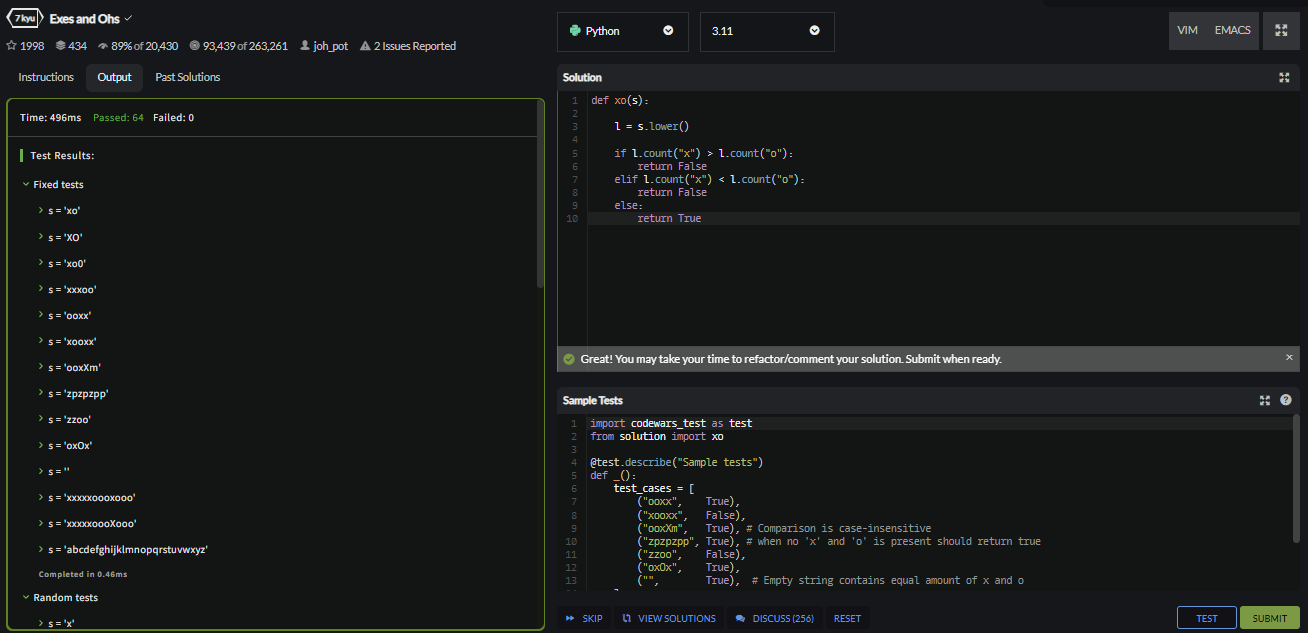 7 kyu Exes and Ohs
1998 434 89% of 20,430 93,439 of 263,261 joh_pot 2 Issues Reported
Instructions Output Past Solutions
Time: 496ms Passed: 64 Failed: 0
Test Results:
Fixed tests
s = 'xo'
s = 'XO'
s = 'xo0'
s = 'xxxoo'
s = 'ooxx'
s = 'xooxx'
s = 'ooxXm'
s = 'zpzpzpp'
s = 'zzoo'
s = 'oxOx'
s = ''
s = 'xxxxxoooxooo'
s = 'xxxxxoooXooo'
s = 'abcdefghijklmnopqrstuvwxyz'
Completed in 0.46ms
Random tests
s = 'x'
Python 3.11 VIM EMACS
Solution
1 def xo(s):
2
3 l = s.lower()
4
5 if l.count("x") > l.count("o"):
6 return False
7 elif l.count("x") < l.count("o"):
8 return False
9 else:
10 return True
Great! You may take your time to refactor/comment your solution. Submit when ready.
Sample Tests
1 import codewars_test as test
2 from solution import xo
3
4 @test.describe("Sample tests")
5 def _():
6 test_cases = [
7 ("ooxx", True),
8 ("xooxx", False),
9 ("ooxXm", True), # Comparison is case-insensitive
10 ("zpzpzpp", True), # when no 'x' and 'o' is present should return true
11 ("zzoo", False),
12 ("oxOx", True),
13 ("", True), # Empty string contains equal amount of x and o
SKIP VIEW SOLUTIONS DISCUSS (256) RESET TEST SUBMIT